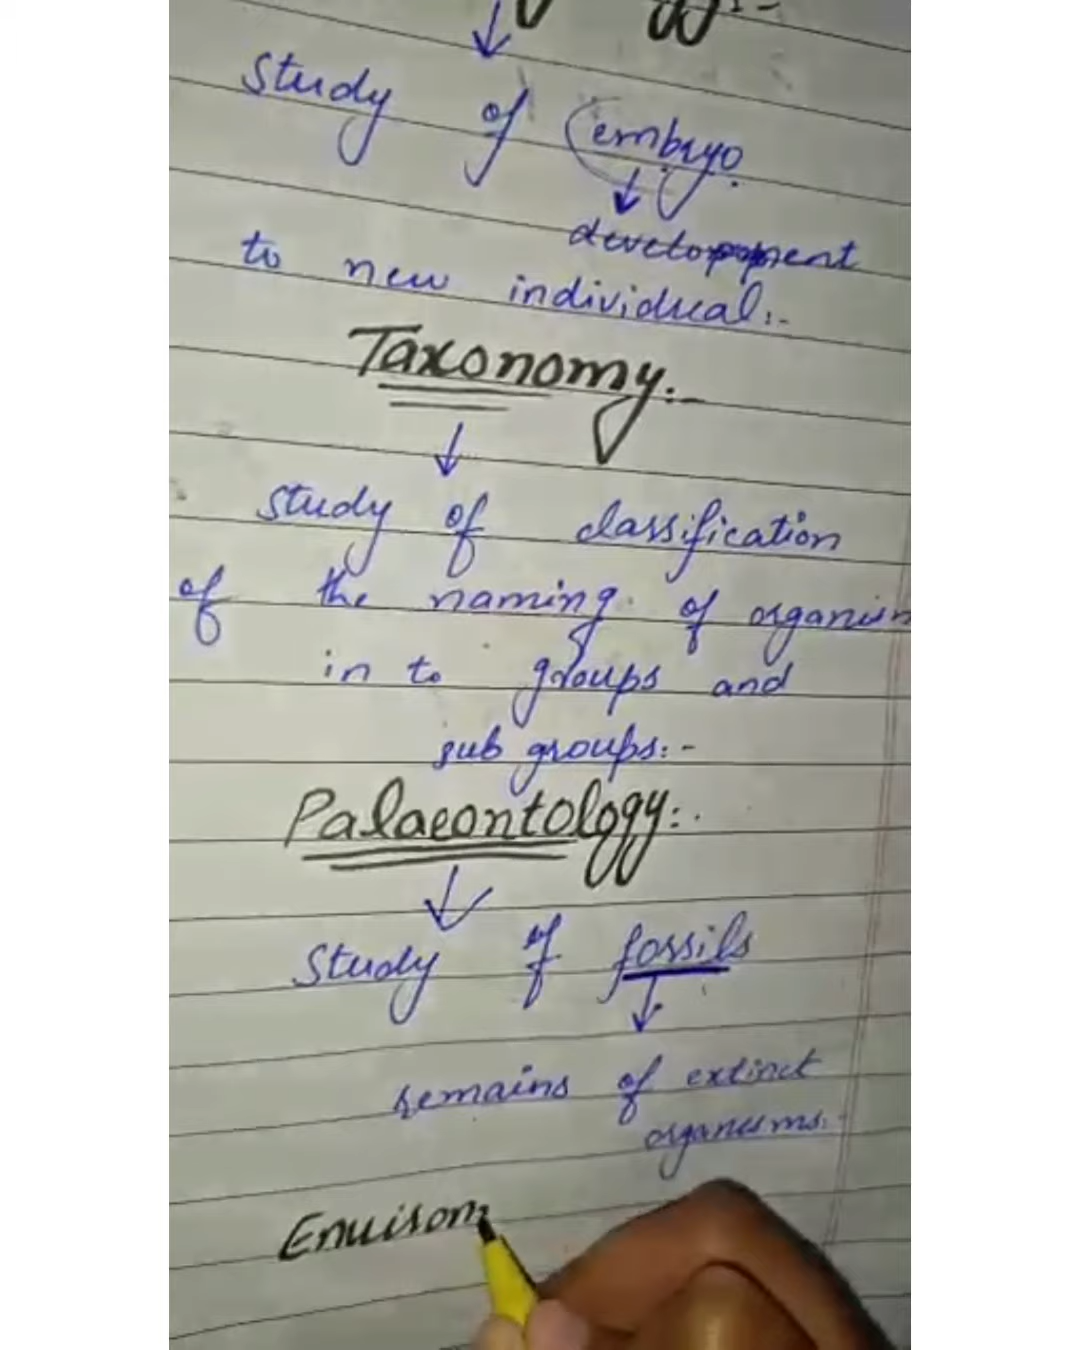 study of embryo.
development
to new individual:-
Taxonomy:-
study of classification
of the naming of organism
in to groups and
sub groups:-
Palaeontology:-
Study of fossils
remains of extinct
organisms:-